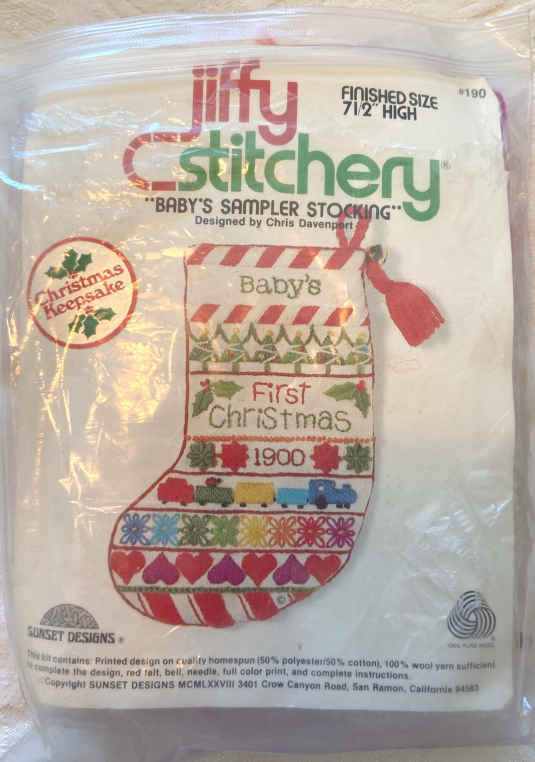 jiffy
stitchery®
FINISHED SIZE
7 1/2" HIGH
#190
"BABY'S SAMPLER STOCKING"
Designed by Chris Davenport
Christmas
Keepsake
Baby's
First
Christmas
1900
©
SUNSET DESIGNS®
100% PURE WOOL
This kit contains: Printed design on quality homespun (50% polyester/50% cotton), 100% wool yarn sufficient
to complete the design, red felt, bell, needle, full color print, and complete instructions.
Copyright SUNSET DESIGNS MCMLXXVIII 3401 Crow Canyon Road, San Ramon, California 94583